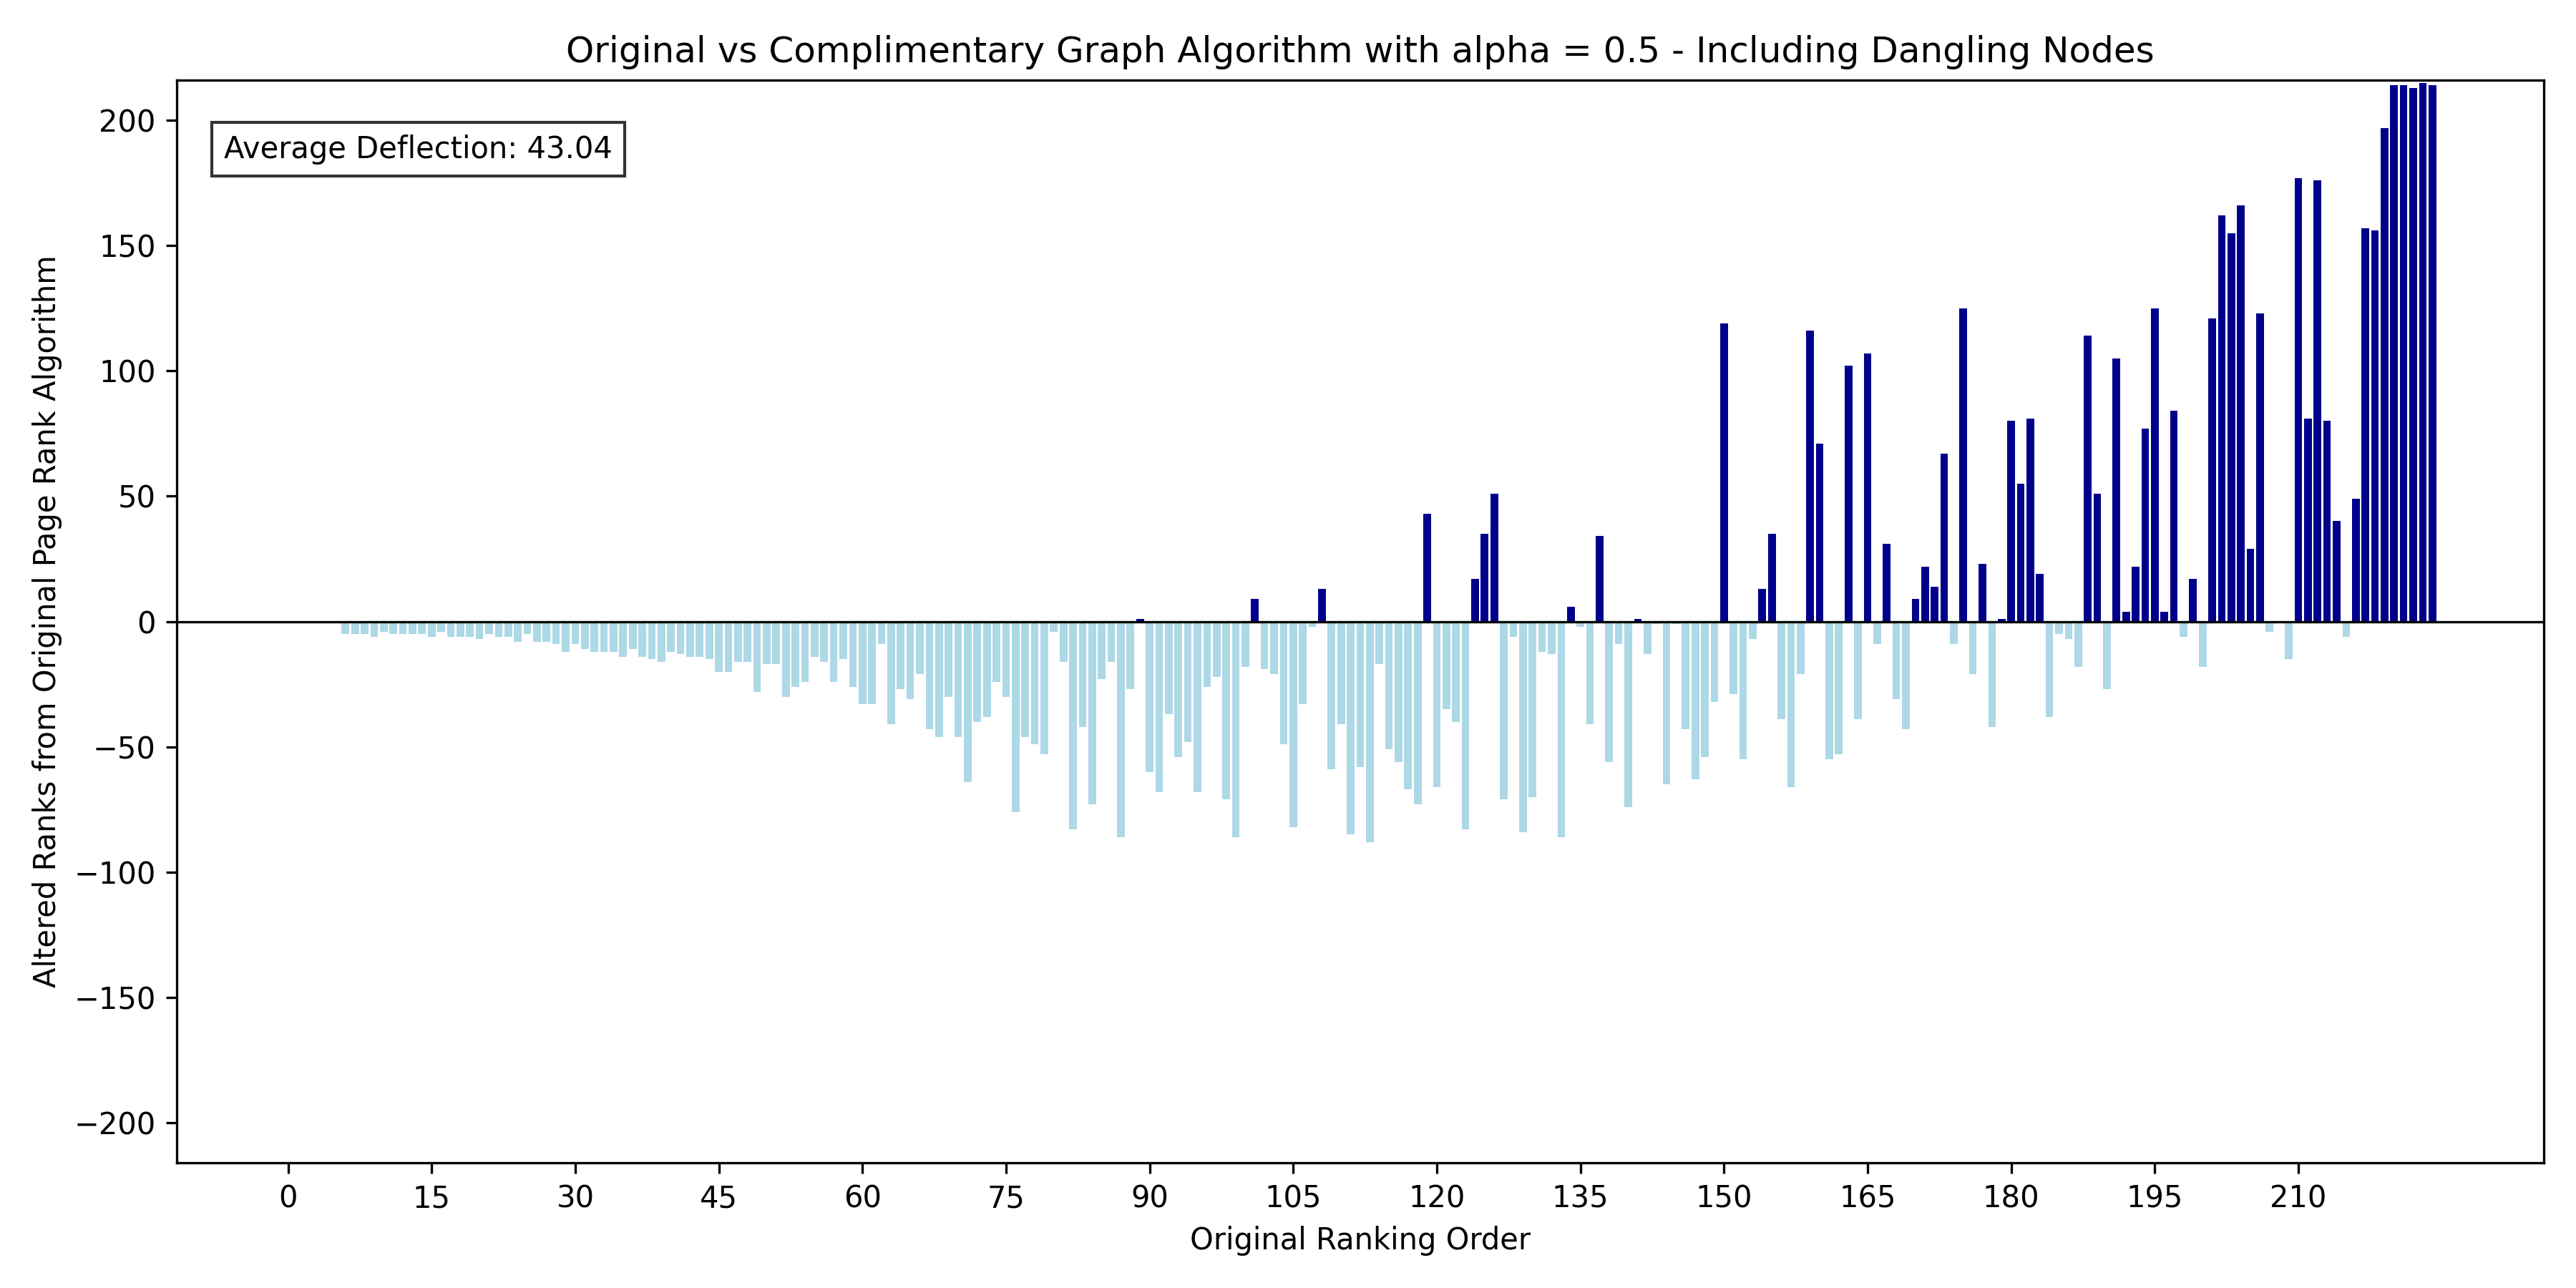 Original vs Complimentary Graph Algorithm with alpha = 0.5 - Including Dangling Nodes
Average Deflection: 43.04
Altered Ranks from Original Page Rank Algorithm
200
150
100
50
0
−50
−100
−150
−200
0 15 30 45 60 75 90 105 120 135 150 165 180 195 210
Original Ranking Order